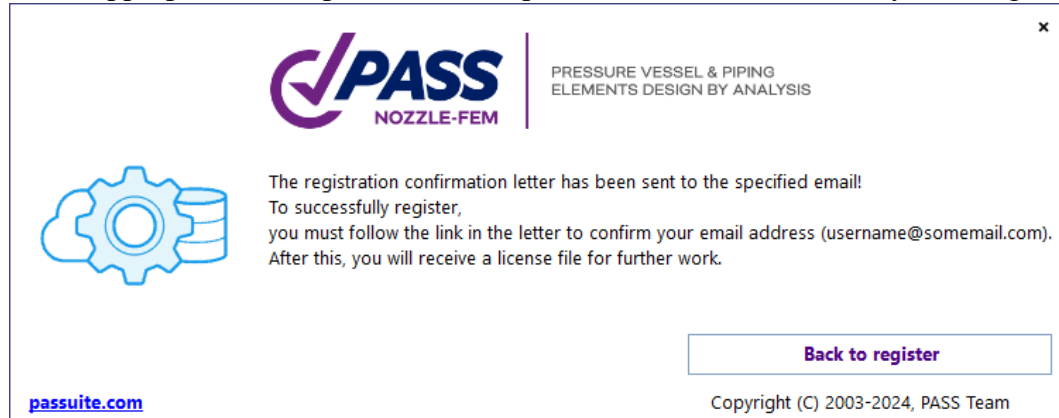 ×
PASS
NOZZLE-FEM
PRESSURE VESSEL & PIPING
ELEMENTS DESIGN BY ANALYSIS
The registration confirmation letter has been sent to the specified email!
To successfully register,
you must follow the link in the letter to confirm your email address (username@somemail.com).
After this, you will receive a license file for further work.
Back to register
passuite.com
Copyright (C) 2003-2024, PASS Team